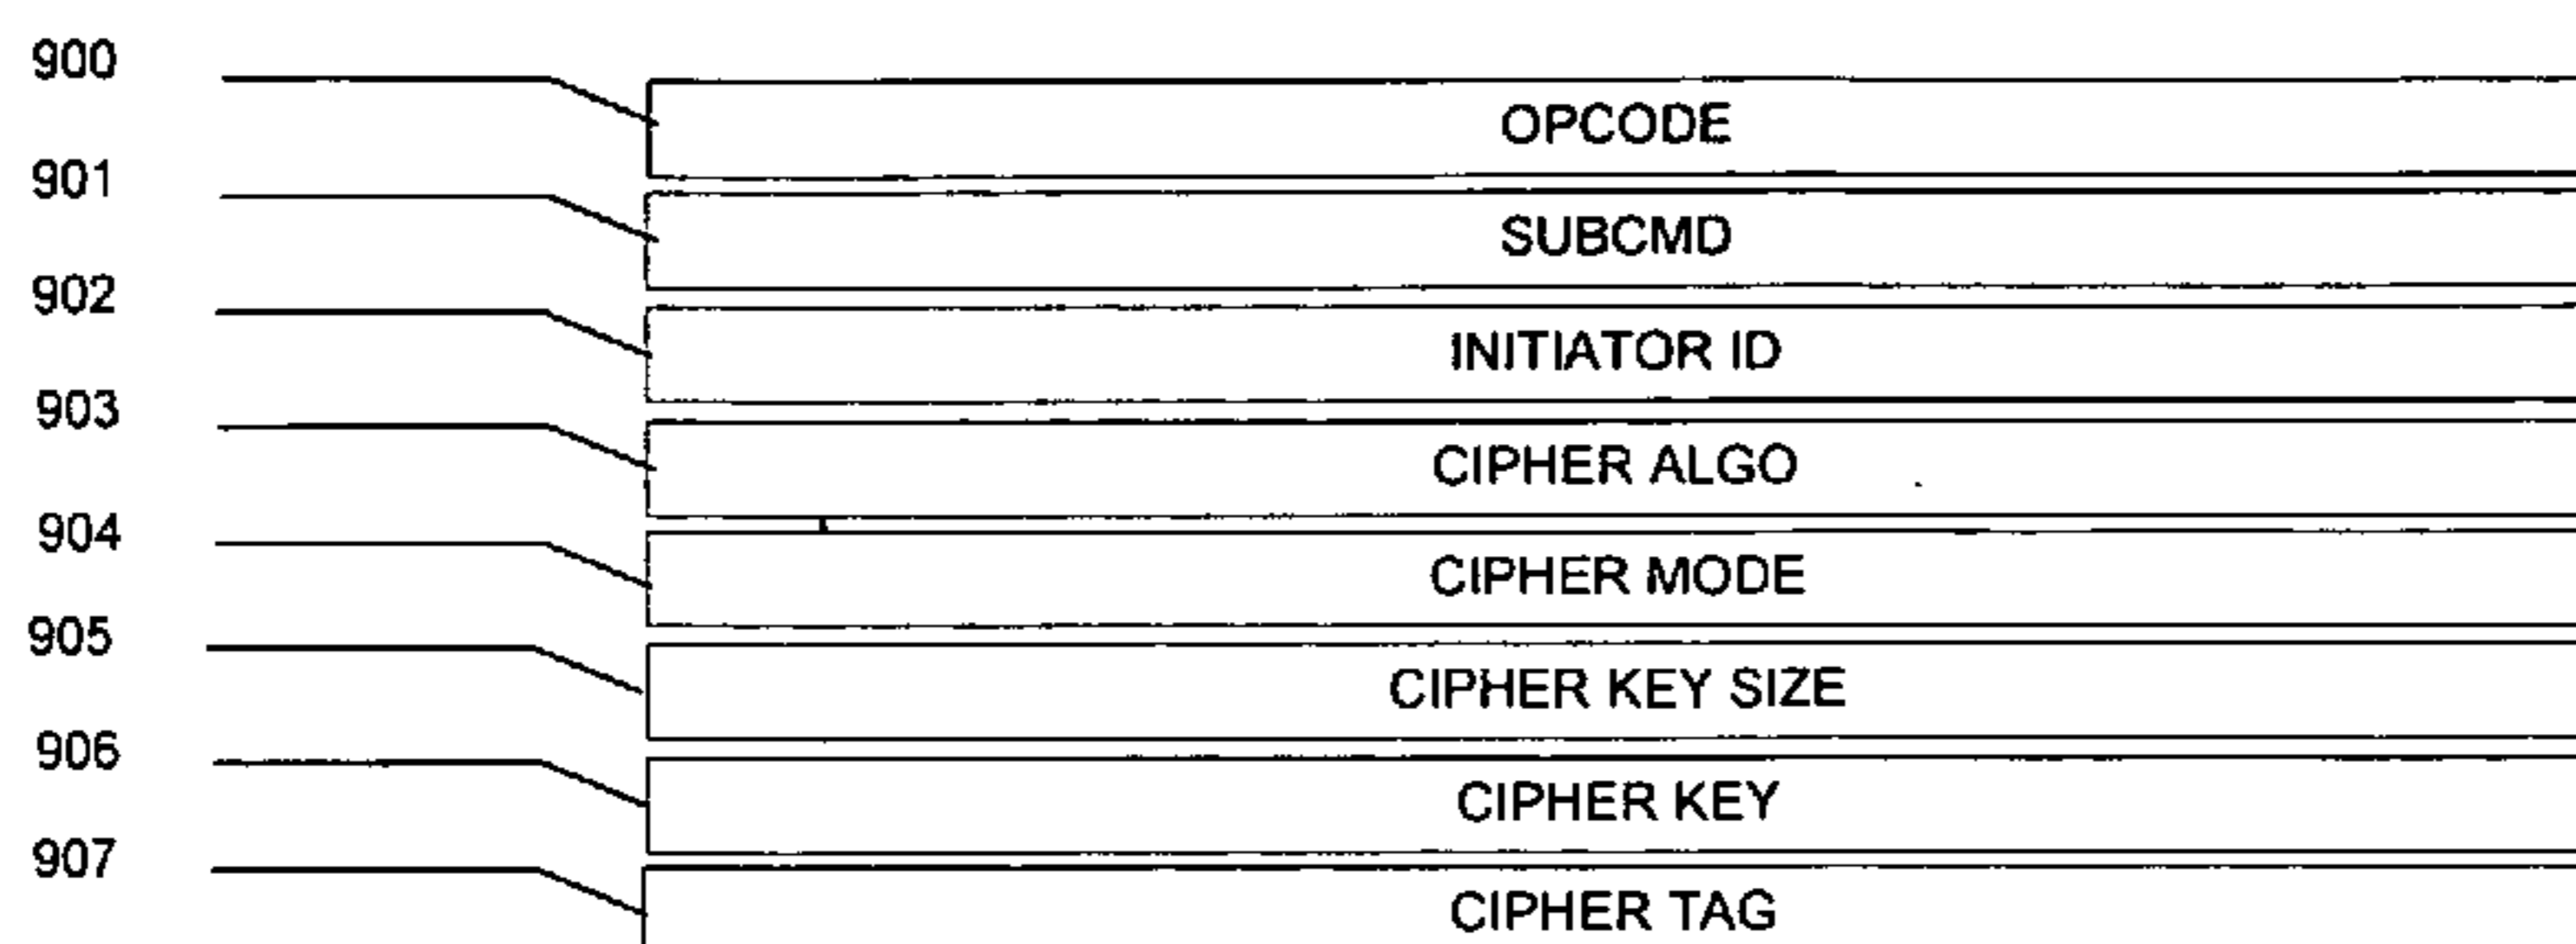 900
OPCODE
901
SUBCMD
902
INITIATOR ID
903
CIPHER ALGO
904
CIPHER MODE
905
CIPHER KEY SIZE
906
CIPHER KEY
907
CIPHER TAG